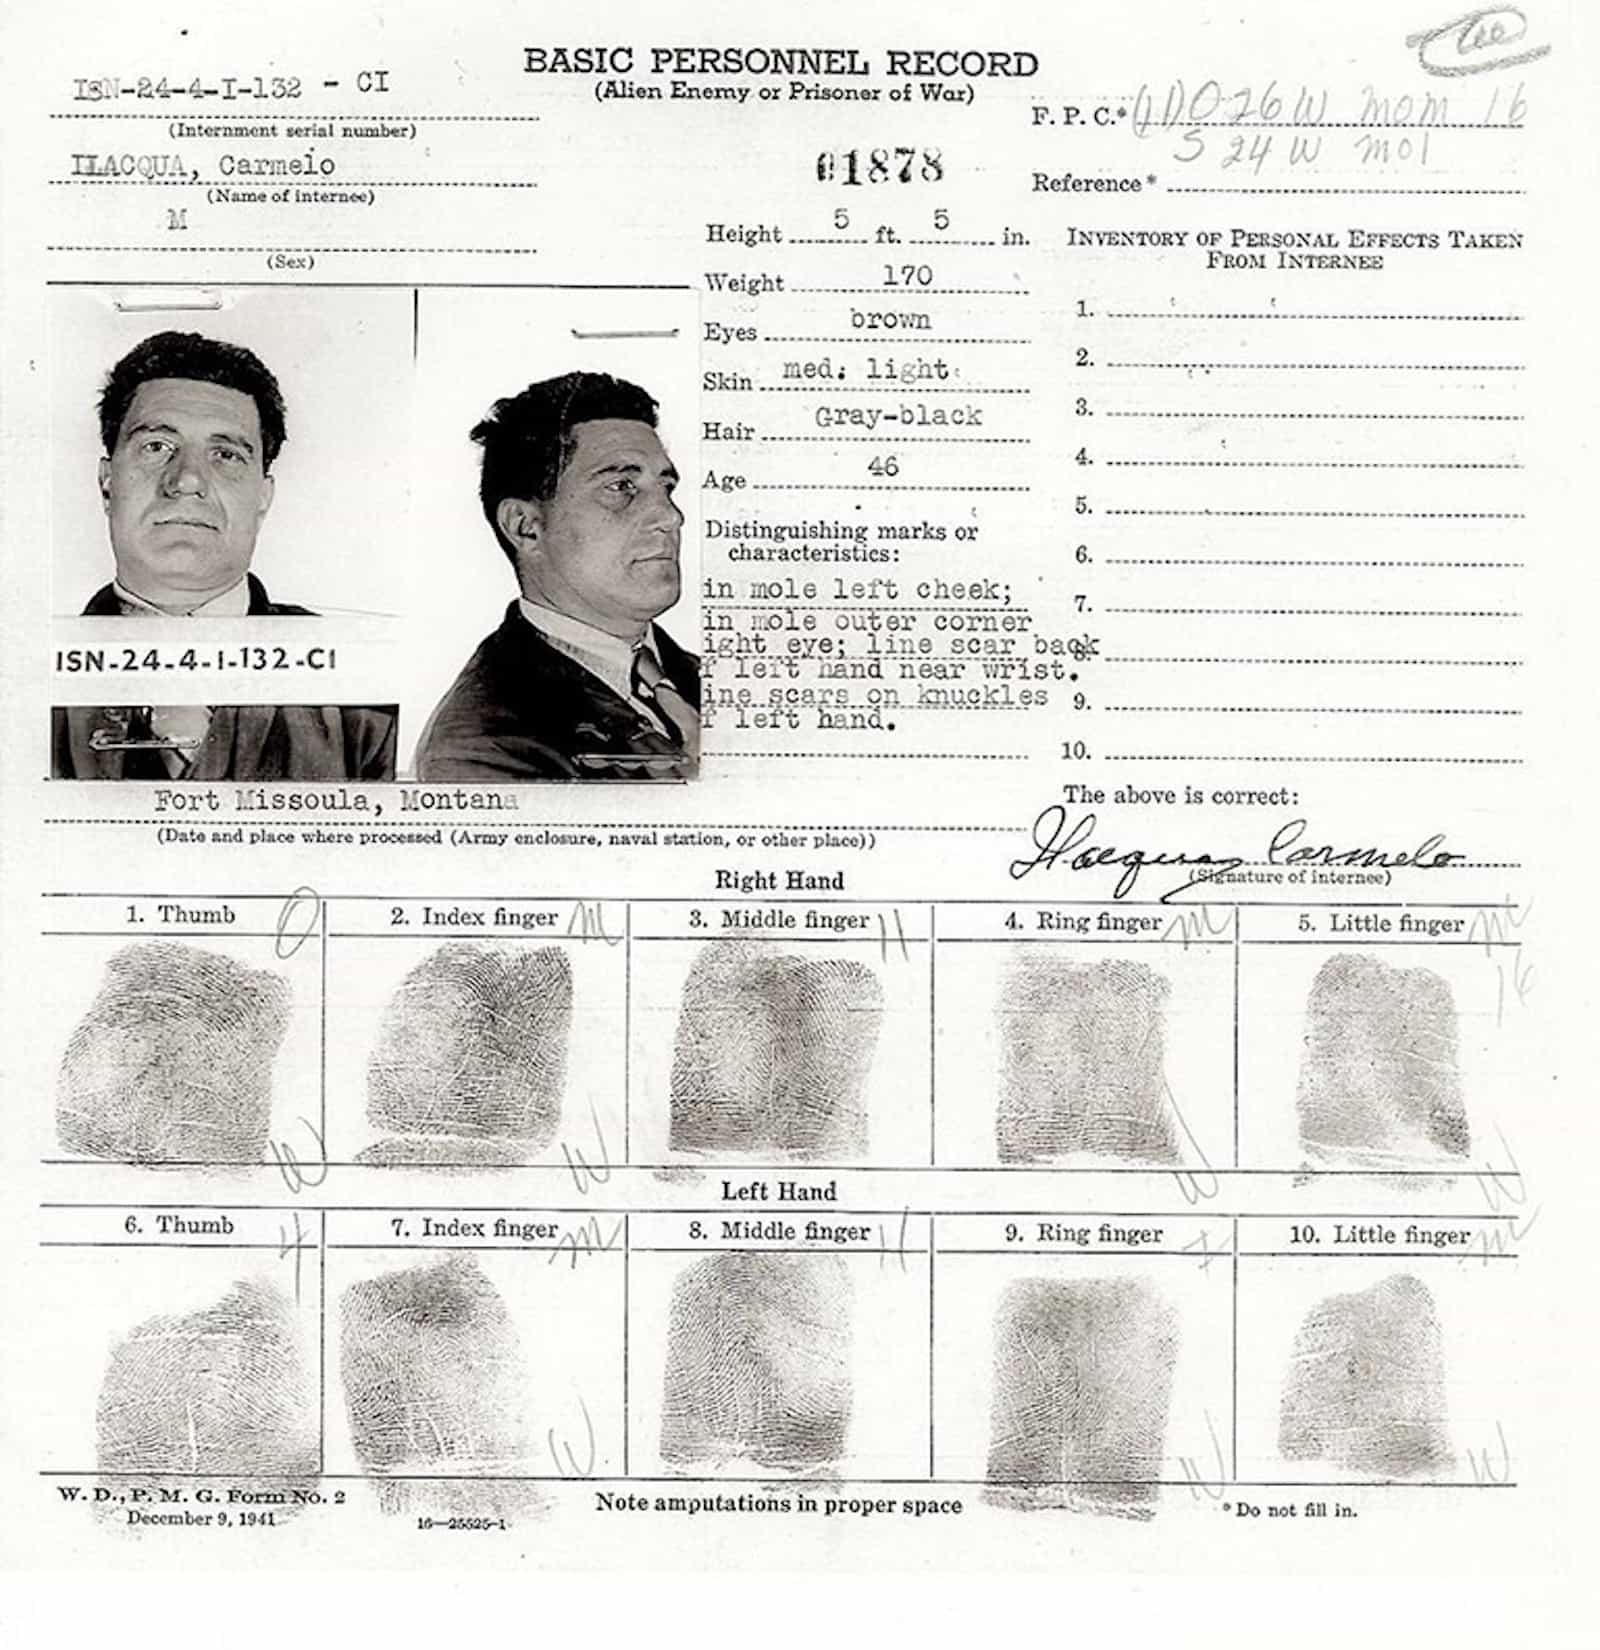 BASIC PERSONNEL RECORD
(Alien Enemy or Prisoner of War)
ISN-24-4-I-132 - CI
(Internment serial number)
ILACQUA, Carmelo
(Name of internee)
M
(Sex)
F. P. C.* (11) O 26 W MOM 16
S 24 W MOI
Reference*
01878
Height 5 ft. 5 in.
Weight 170
Eyes brown
Skin med. light
Hair Gray-black
Age 46
Distinguishing marks or
characteristics:
in mole left cheek;
in mole outer corner
ight eye; line scar back
f left hand near wrist.
ine scars on knuckles
f left hand.
INVENTORY OF PERSONAL EFFECTS TAKEN
FROM INTERNEE
1.
2.
3.
4.
5.
6.
7.
8.
9.
10.
ISN-24-4-I-132-CI
Fort Missoula, Montana
(Date and place where processed (Army enclosure, naval station, or other place))
The above is correct:
Ilacqua Carmelo
(Signature of internee)
Right Hand
1. Thumb O
2. Index finger M
3. Middle finger 11
4. Ring finger M
5. Little finger M
16
W W W W
Left Hand
6. Thumb 4
7. Index finger M
8. Middle finger 11
9. Ring finger
10. Little finger M
W W W
W. D., P. M. G. Form No. 2
December 9, 1941
16—25525-1
Note amputations in proper space
* Do not fill in.